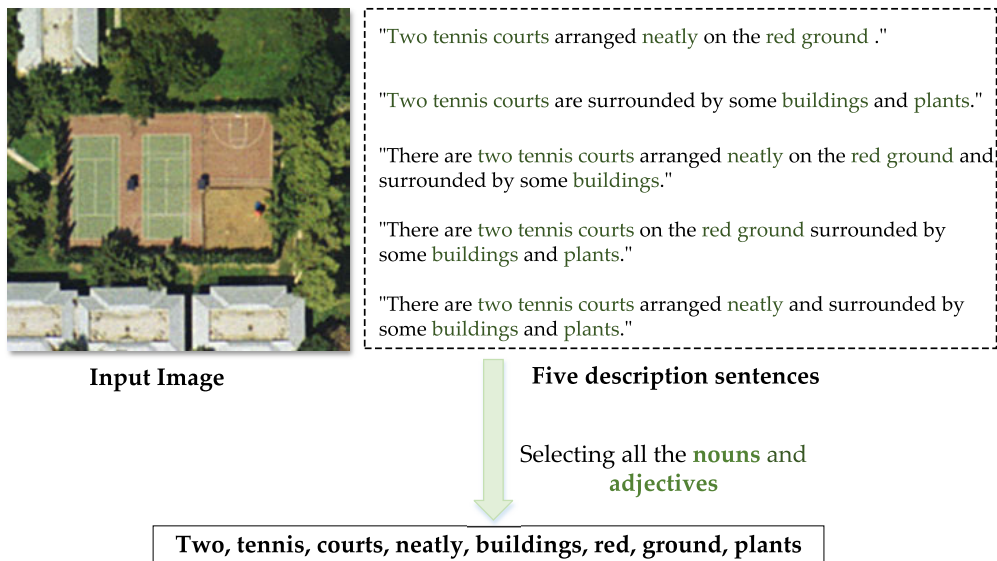 "Two tennis courts arranged neatly on the red ground ."
"Two tennis courts are surrounded by some buildings and plants."
"There are two tennis courts arranged neatly on the red ground and
surrounded by some buildings."
"There are two tennis courts on the red ground surrounded by
some buildings and plants."
"There are two tennis courts arranged neatly and surrounded by
some buildings and plants."
Input Image
Five description sentences
Selecting all the nouns and
adjectives
Two, tennis, courts, neatly, buildings, red, ground, plants